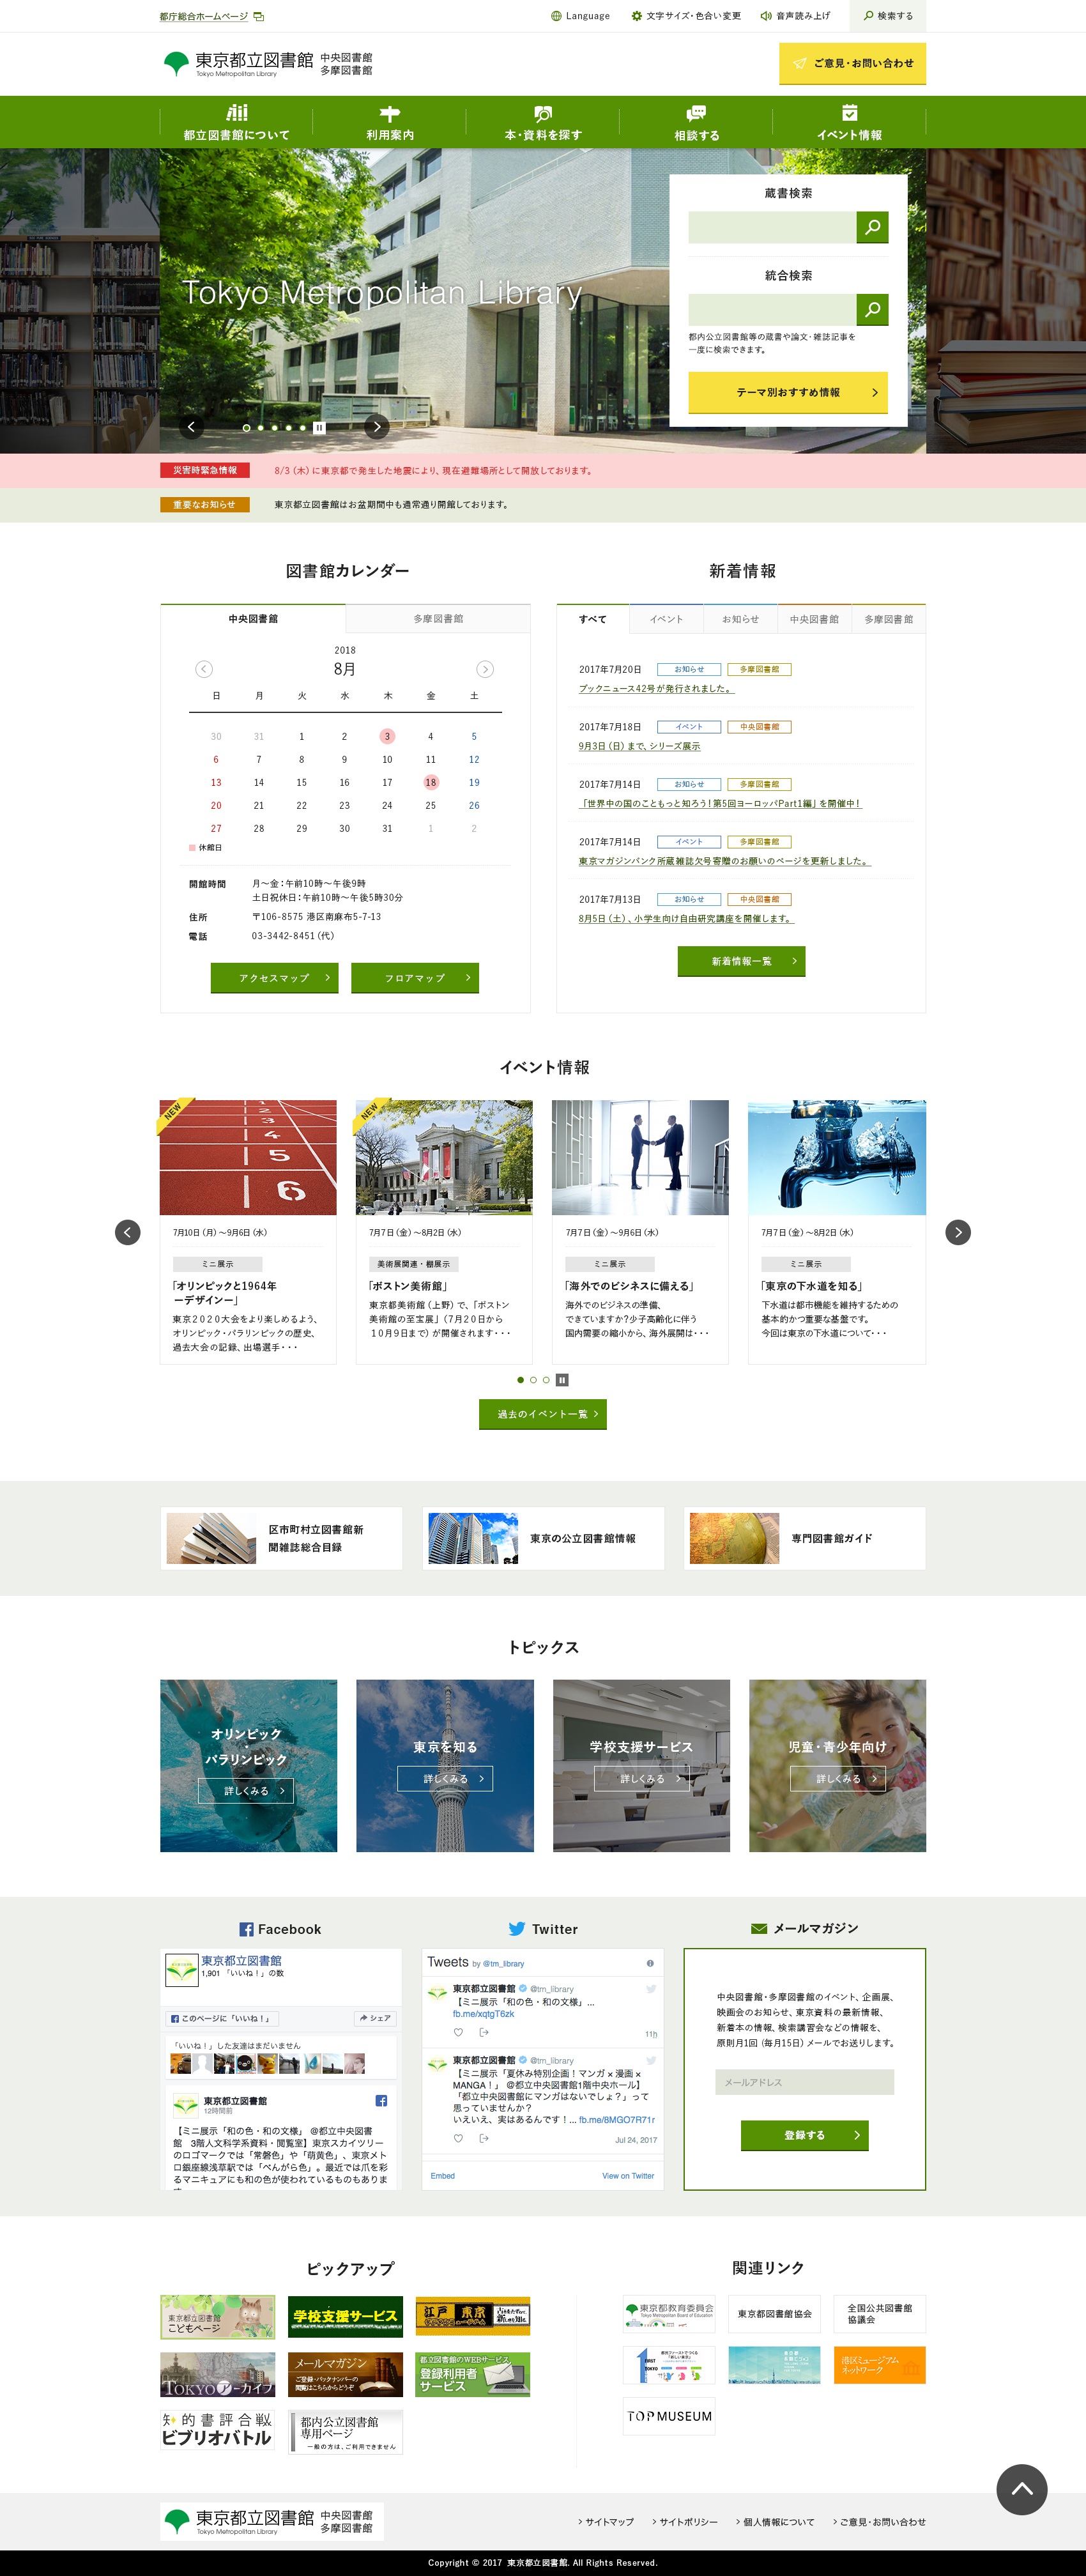 都庁総合ホームページ
Language
文字サイズ・色合い変更
音声読み上げ
検索する
東京都立図書館
Tokyo Metropolitan Library
中央図書館
多摩図書館
ご意見・お問い合わせ
都立図書館について
利用案内
本・資料を探す
相談する
イベント情報
Tokyo Metropolitan Library
蔵書検索
統合検索
都内公立図書館等の蔵書や論文・雑誌記事を
一度に検索できます。
テーマ別おすすめ情報
災害時緊急情報
8/3（木）に東京都で発生した地震により、現在避難場所として開放しております。
重要なお知らせ
東京都立図書館はお盆期間中も通常通り開館しております。
図書館カレンダー
中央図書館
多摩図書館
2018
8月
日 月 火 水 木 金 土
30 31 1 2 3 4 5
6 7 8 9 10 11 12
13 14 15 16 17 18 19
20 21 22 23 24 25 26
27 28 29 30 31 1 2
休館日
開館時間
月～金：午前10時～午後9時
土日祝休日：午前10時～午後5時30分
住所
〒106-8575 港区南麻布5-7-13
電話
03-3442-8451（代）
アクセスマップ
フロアマップ
新着情報
すべて
イベント
お知らせ
中央図書館
多摩図書館
2017年7月20日 お知らせ 多摩図書館
ブックニュース42号が発行されました。
2017年7月18日 イベント 中央図書館
9月3日（日）まで、シリーズ展示
2017年7月14日 お知らせ 多摩図書館
「世界中の国のこともっと知ろう！第5回ヨーロッパPart1編」を開催中！
2017年7月14日 イベント 多摩図書館
東京マガジンバンク所蔵雑誌欠号寄贈のお願いのページを更新しました。
2017年7月13日 お知らせ 中央図書館
8月5日（土）、小学生向け自由研究講座を開催します。
新着情報一覧
イベント情報
NEW
7月10日（月）～9月6日（水）
ミニ展示
「オリンピックと1964年
ーデザインー」
東京２０２０大会をより楽しめるよう、
オリンピック・パラリンピックの歴史、
過去大会の記録、出場選手・・・
NEW
7月7日（金）～8月2日（水）
美術展関連・棚展示
「ボストン美術館」
東京都美術館（上野）で、「ボストン
美術館の至宝展」（７月２０日から
１０月９日まで）が開催されます・・・
7月7日（金）～9月6日（水）
ミニ展示
「海外でのビシネスに備える」
海外でのビジネスの準備、
できていますか？少子高齢化に伴う
国内需要の縮小から、海外展開は・・・
7月7日（金）～8月2日（水）
ミニ展示
「東京の下水道を知る」
下水道は都市機能を維持するための
基本的かつ重要な基盤です。
今回は東京の下水道について・・・
過去のイベント一覧
区市町村立図書館新
聞雑誌総合目録
東京の公立図書館情報
専門図書館ガイド
トピックス
オリンピック
・
パラリンピック
詳しくみる
東京を知る
詳しくみる
学校支援サービス
詳しくみる
児童・青少年向け
詳しくみる
Facebook
東京都立図書館
1,901 「いいね！」の数
このページに「いいね！」
シェア
「いいね！」した友達はまだいません
東京都立図書館
12時間前
【ミニ展示「和の色・和の文様」 @都立中央図書
館 3階人文科学系資料・閲覧室】東京スカイツリー
のロゴマークでは「常磐色」や「萌黄色」、東京メト
ロ銀座線浅草駅では「べんがら色」。最近では爪を彩
るマニキュアにも和の色が使われているものもありま
Twitter
Tweets by @tm_library
東京都立図書館 @tm_library
【ミニ展示「和の色・和の文様」...
fb.me/xqtgT6zk
11h
東京都立図書館 @tm_library
【ミニ展示「夏休み特別企画！マンガ × 漫画 ×
MANGA！」 @都立中央図書館1階中央ホール】
「都立中央図書館にマンガはないでしょ？」って
思っていませんか？
いえいえ、実はあるんです！... fb.me/8MGO7R71r
Jul 24, 2017
Embed
View on Twitter
メールマガジン
中央図書館・多摩図書館のイベント、企画展、
映画会のお知らせ、東京資料の最新情報、
新着本の情報、検索講習会などの情報を、
原則月1回（毎月15日）メールでお送りします。
メールアドレス
登録する
ピックアップ
東京都立図書館
こどもページ
学校支援サービス
江戸 東京
TOKYOアーカイブ
メールマガジン
ご登録・バックナンバーの
閲覧はこちらからどうぞ
都立図書館のWEBサービス
登録利用者
サービス
知的書評合戦
ビブリオバトル
都内公立図書館
専用ページ
一般の方は、ご利用できません
関連リンク
東京都教育委員会
Tokyo Metropolitan Board of Education
東京都図書館協会
全国公共図書館
協議会
FIRST
TOKYO
港区ミュージアム
ネットワーク
TOP MUSEUM
東京都立図書館
Tokyo Metropolitan Library
中央図書館
多摩図書館
サイトマップ
サイトポリシー
個人情報について
ご意見・お問い合わせ
Copyright © 2017 東京都立図書館. All Rights Reserved.